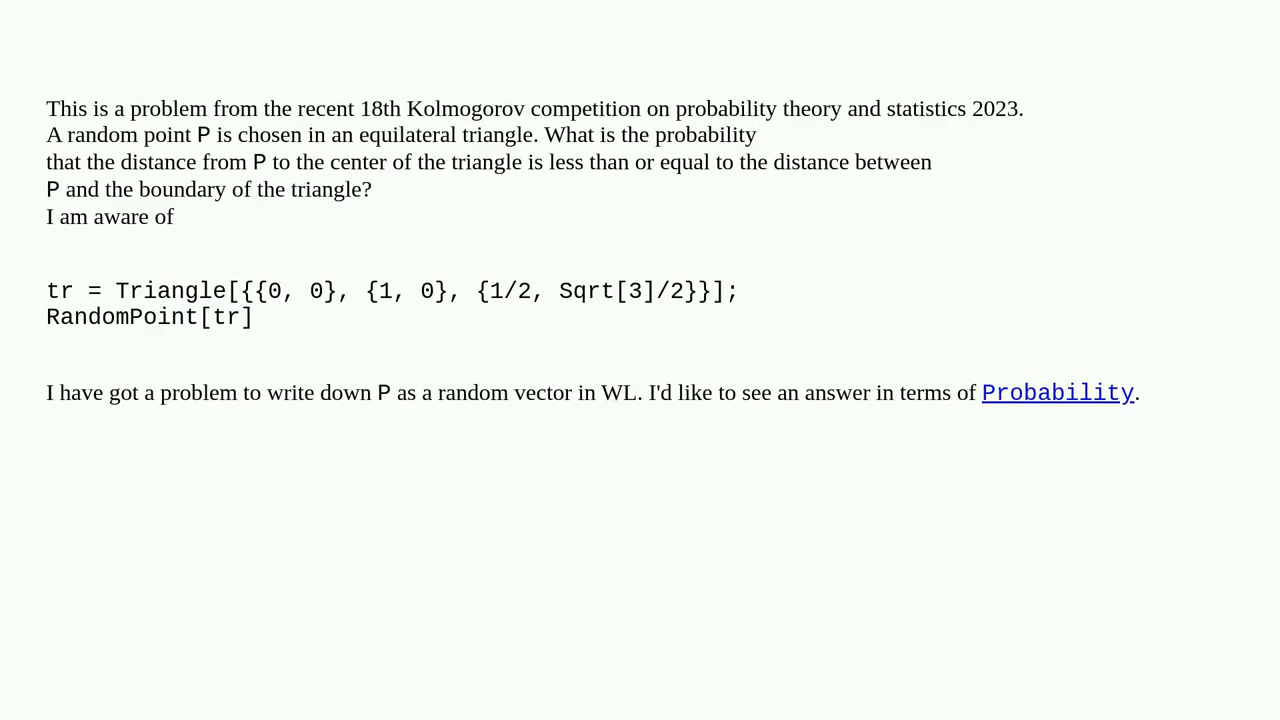 This is a problem from the recent 18th Kolmogorov competition on probability theory and statistics 2023.
A random point P is chosen in an equilateral triangle. What is the probability
that the distance from P to the center of the triangle is less than or equal to the distance between
P and the boundary of the triangle?
I am aware of
tr = Triangle[{{0, 0}, {1, 0}, {1/2, Sqrt[3]/2}}];
RandomPoint[tr]
I have got a problem to write down P as a random vector in WL. I'd like to see an answer in terms of Probability.